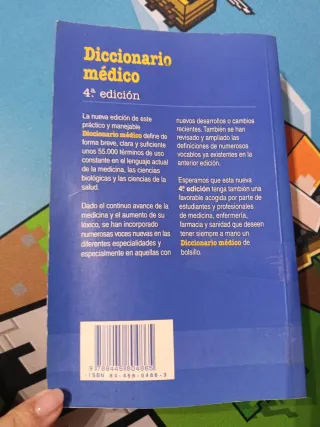 Diccionario
médico
4ª edición
La nueva edición de este
práctico y manejable
Diccionario médico define de
forma breve, clara y suficiente
unos 55.000 términos de uso
constante en el lenguaje actual
de la medicina, las ciencias
biológicas y las ciencias de la
salud.
Dado el continuo avance de la
medicina y el aumento de su
léxico, se han incorporado
numerosas voces nuevas en las
diferentes especialidades y
especialmente en aquellas con
nuevos desarrollos o cambios
recientes. También se han
revisado y ampliado las
definiciones de numerosos
vocablos ya existentes en la
anterior edición.
Esperamos que esta nueva
4ª edición tenga también una
favorable acogida por parte de
estudiantes y profesionales
de medicina, enfermería,
farmacia y sanidad que deseen
tener siempre a mano un
Diccionario médico de
bolsillo.